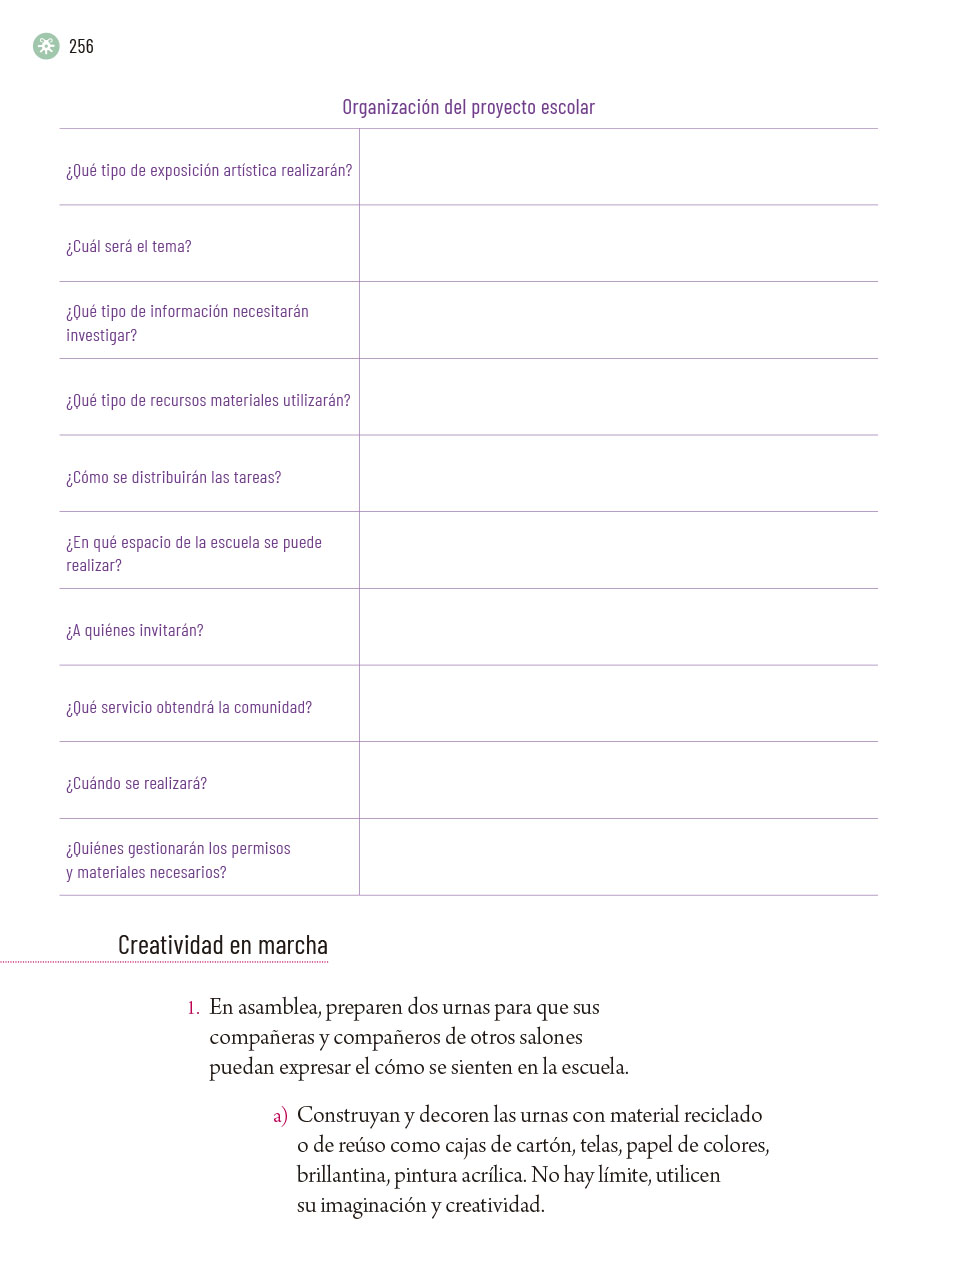 256
Organización del proyecto escolar
¿Qué tipo de exposición artística realizarán?
¿Cuál será el tema?
¿Qué tipo de información necesitarán
investigar?
¿Qué tipo de recursos materiales utilizarán?
¿Cómo se distribuirán las tareas?
¿En qué espacio de la escuela se puede
realizar?
¿A quiénes invitarán?
¿Qué servicio obtendrá la comunidad?
¿Cuándo se realizará?
¿Quiénes gestionarán los permisos
y materiales necesarios?
Creatividad en marcha
1. En asamblea, preparen dos urnas para que sus
compañeras y compañeros de otros salones
puedan expresar el cómo se sienten en la escuela.
a) Construyan y decoren las urnas con material reciclado
o de reúso como cajas de cartón, telas, papel de colores,
brillantina, pintura acrílica. No hay límite, utilicen
su imaginación y creatividad.